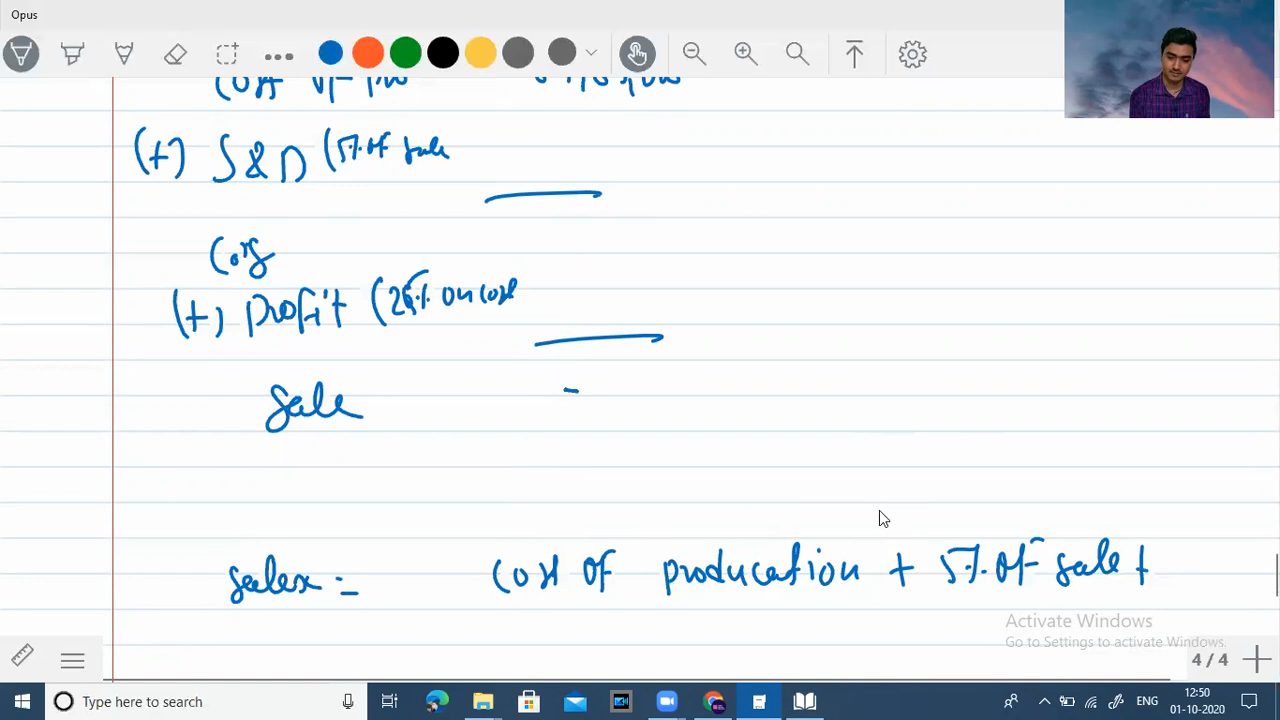 Opus
(+) S&D (5% of sale
COS
(+) Profit (25% on cost
Sale -
Sales = Cost of producation + 5% of sale +
Activate Windows
Go to Settings to activate Windows.
4 / 4
Type here to search
ENG
12:50
01-10-2020